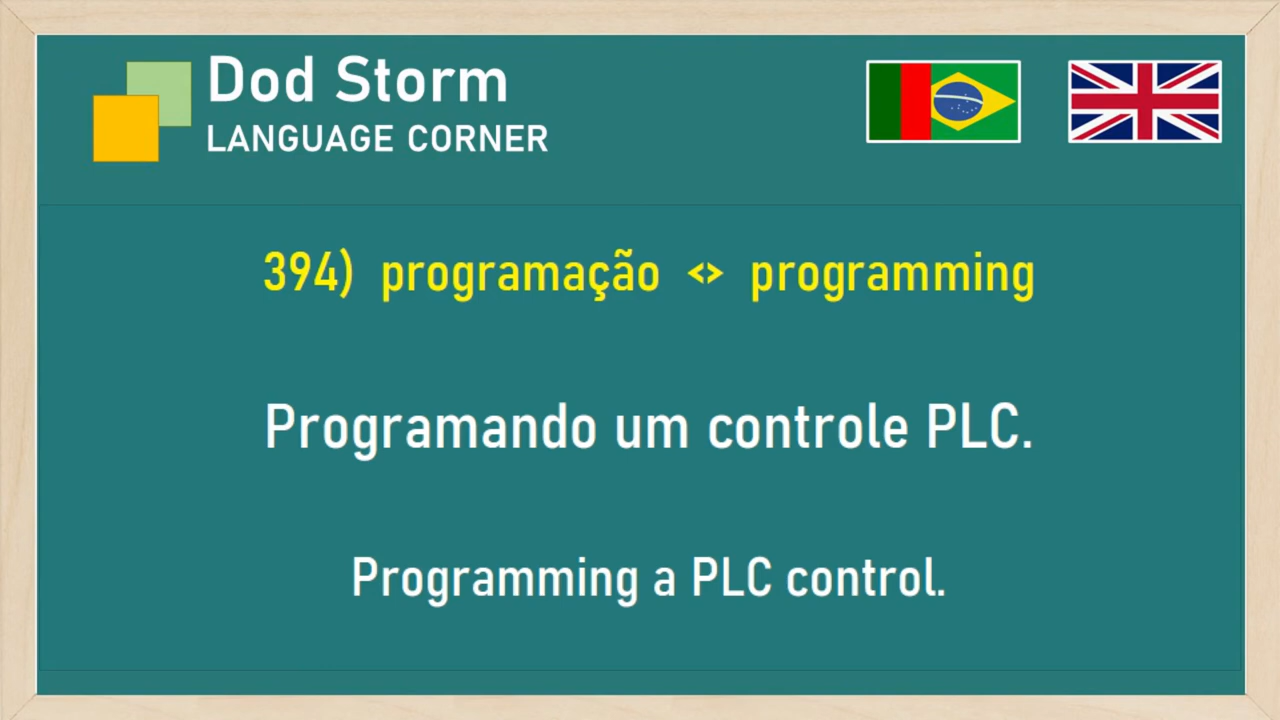 Dod Storm
LANGUAGE CORNER
394) programação <> programming
Programando um controle PLC.
Programming a PLC control.